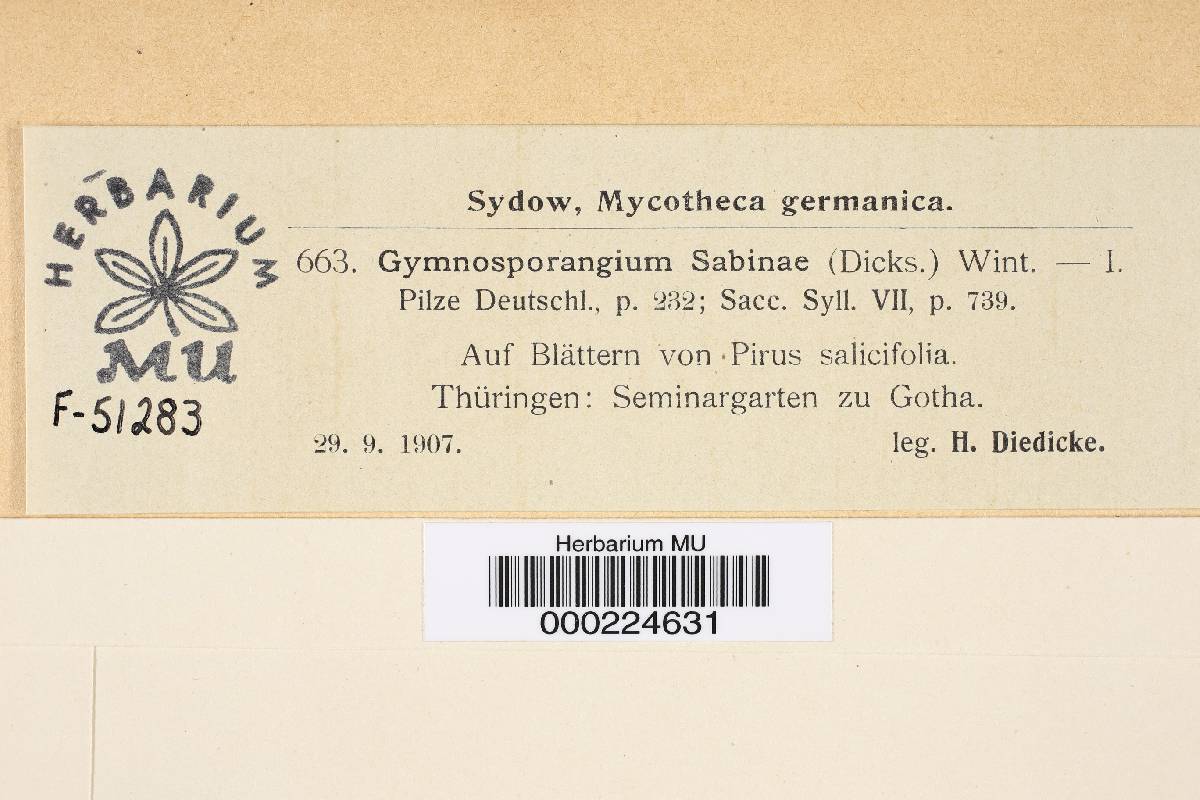 HERBARIUM
MU
F-51283
Sydow, Mycotheca germanica.
663. Gymnosporangium Sabinae (Dicks.) Wint. — I.
Pilze Deutschl., p. 232; Sacc. Syll. VII, p. 739.
Auf Blättern von Pirus salicifolia.
Thüringen: Seminargarten zu Gotha.
29. 9. 1907. leg. H. Diedicke.
Herbarium MU
000224631